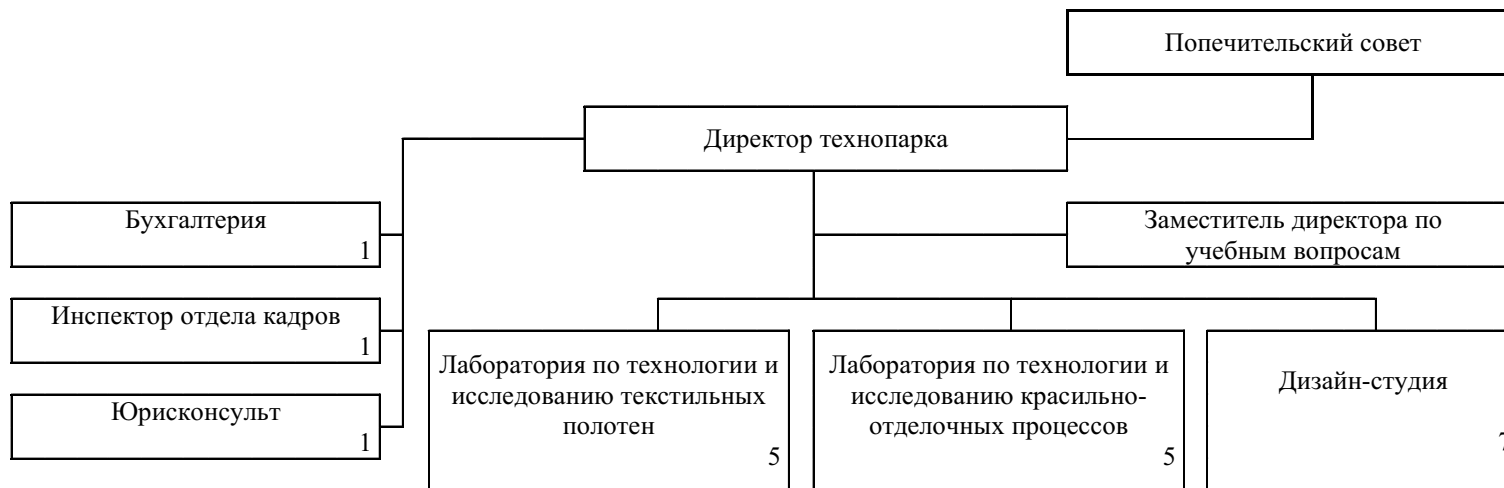 Попечительский совет
Директор технопарка
Бухгалтерия
1
Заместитель директора по
учебным вопросам
Инспектор отдела кадров
1
Юрисконсульт
1
Лаборатория по технологии и
исследованию текстильных
полотен
5
Лаборатория по технологии и
исследованию красильно-
отделочных процессов
5
Дизайн-студия
7